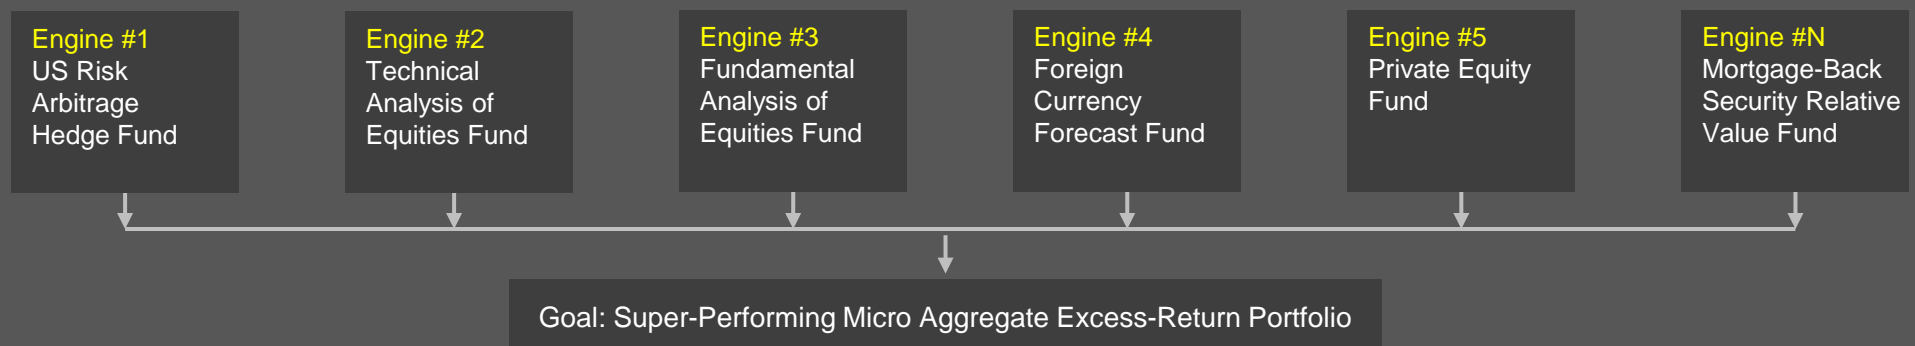 Engine #1
US Risk
Arbitrage
Hedge Fund
Engine #2
Technical
Analysis of
Equities Fund
Engine #3
Fundamental
Analysis of
Equities Fund
Engine #4
Foreign
Currency
Forecast Fund
Engine #5
Private Equity
Fund
Engine #N
Mortgage-Back
Security Relative
Value Fund
Goal: Super-Performing Micro Aggregate Excess-Return Portfolio